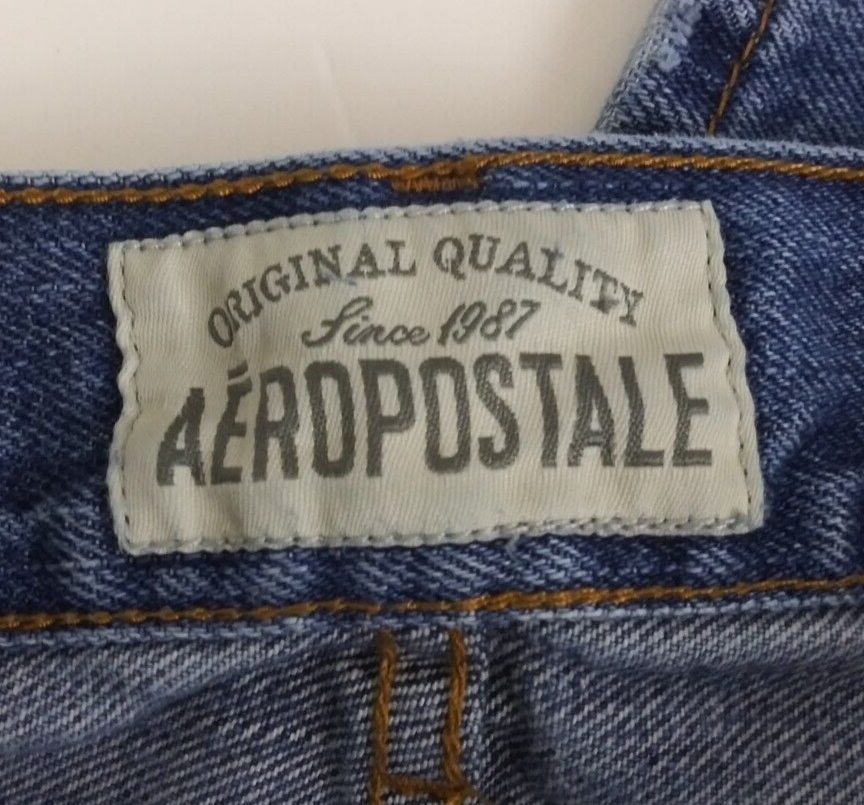 ORIGINAL QUALITY
Since 1987
AÉROPOSTALE